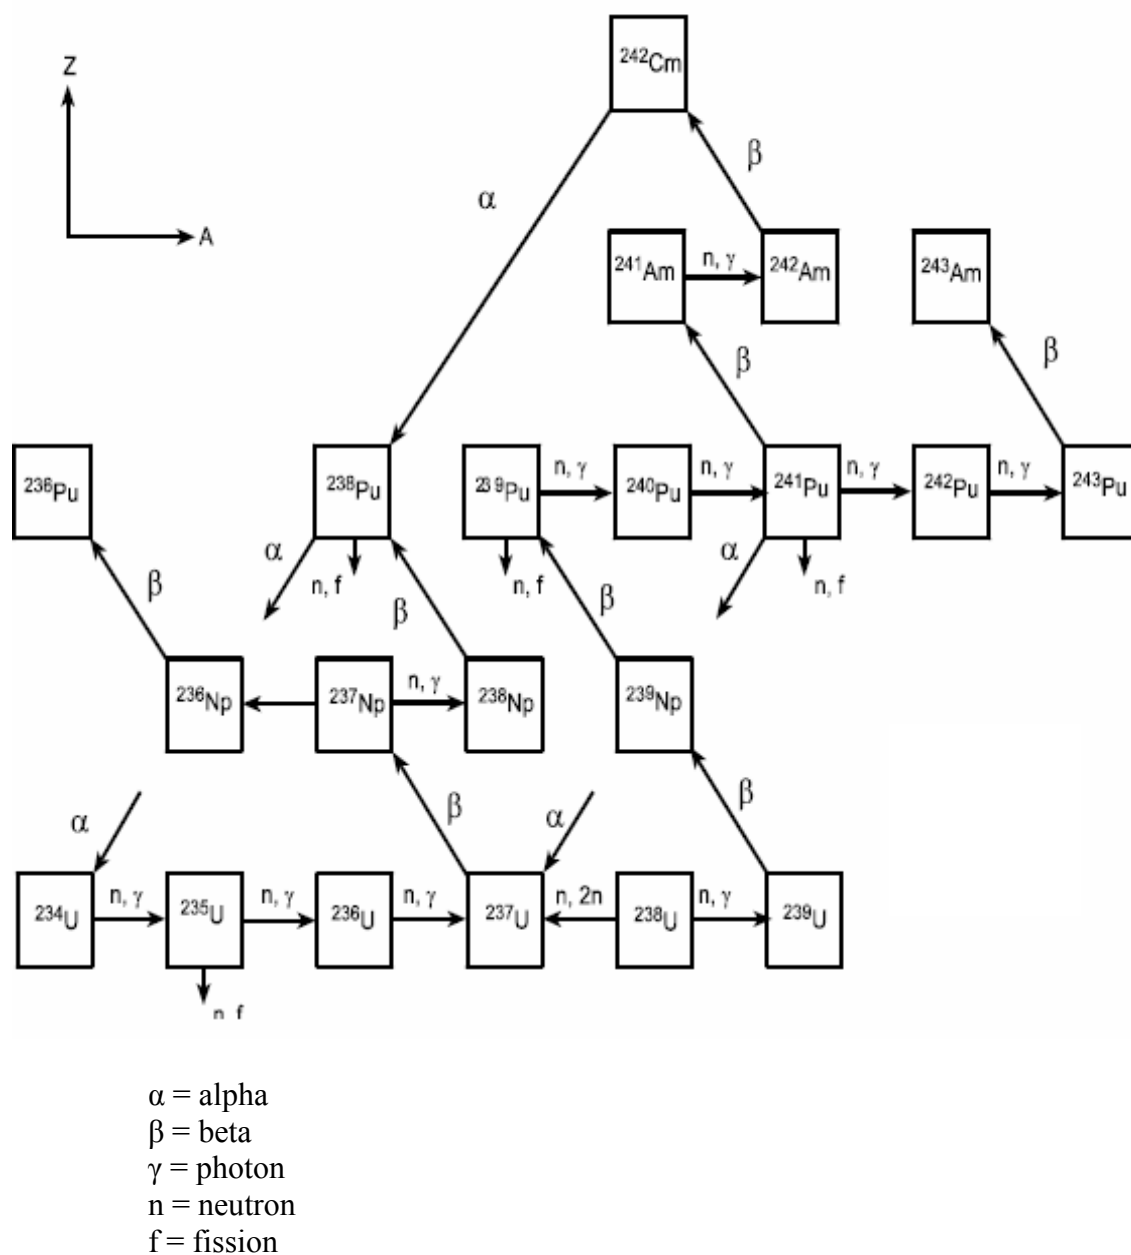 ²⁴²Cm
Z
β
α
A
²⁴¹Am
n, γ
²⁴²Am
²⁴³Am
β
β
²³⁶Pu
²³⁸Pu
²³⁹Pu
n, γ
²⁴⁰Pu
n, γ
²⁴¹Pu
n, γ
²⁴²Pu
n, γ
²⁴³Pu
α
n, f
n, f
α
n, f
β
β
β
²³⁶Np
²³⁷Np
n, γ
²³⁸Np
²³⁹Np
α
β
α
β
²³⁴U
n, γ
²³⁵U
n, γ
²³⁶U
n, γ
²³⁷U
n, 2n
²³⁸U
n, γ
²³⁹U
n, f
α = alpha
β = beta
γ = photon
n = neutron
f = fission